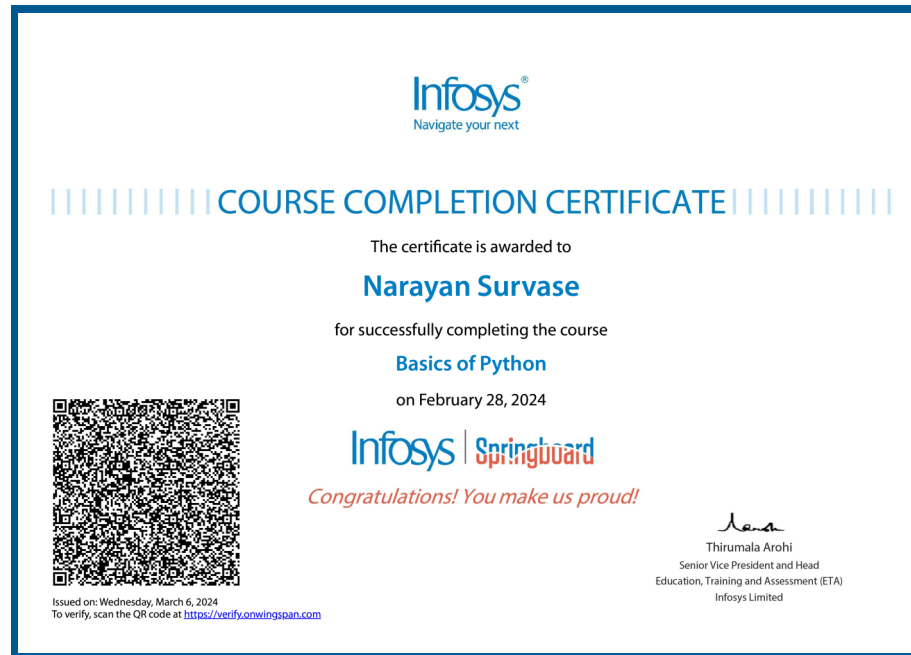 Infosys®
Navigate your next
COURSE COMPLETION CERTIFICATE
The certificate is awarded to
Narayan Survase
for successfully completing the course
Basics of Python
on February 28, 2024
Infosys | Springboard
Congratulations! You make us proud!
Thirumala Arohi
Senior Vice President and Head
Education, Training and Assessment (ETA)
Infosys Limited
Issued on: Wednesday, March 6, 2024
To verify, scan the QR code at https://verify.onwingspan.com